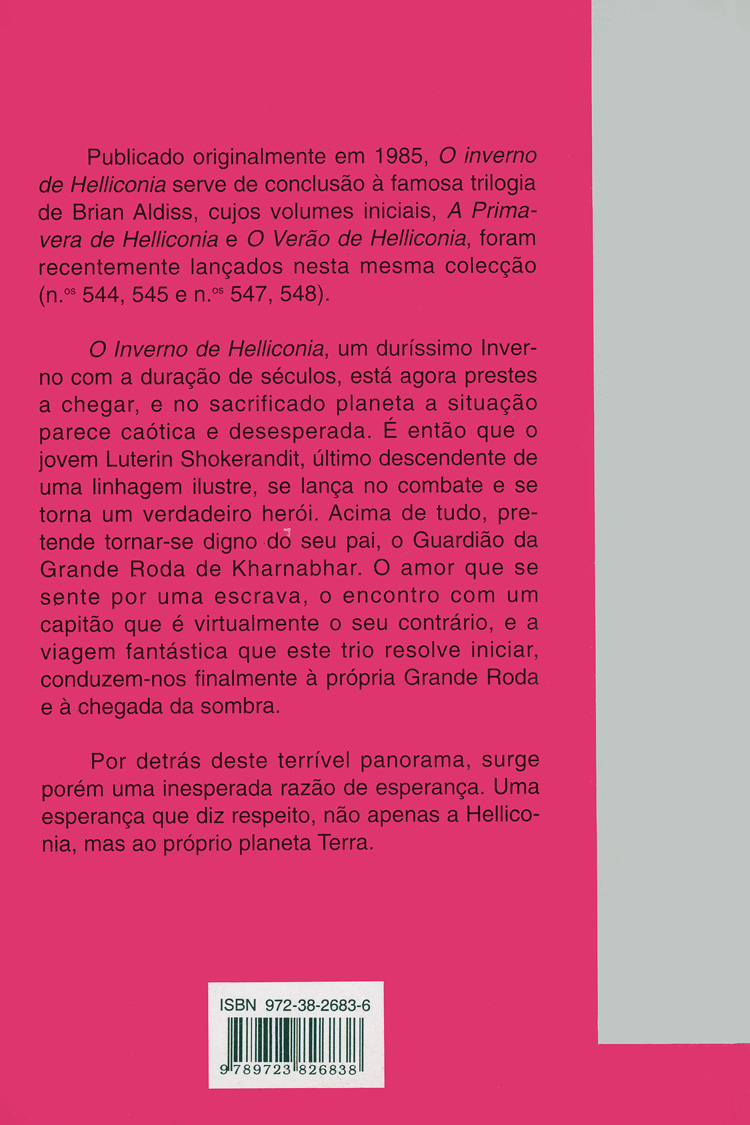 Publicado originalmente em 1985, O inverno
de Helliconia serve de conclusão à famosa trilogia
de Brian Aldiss, cujos volumes iniciais, A Prima-
vera de Helliconia e O Verão de Helliconia, foram
recentemente lançados nesta mesma colecção
(n.os 544, 545 e n.os 547, 548).
O Inverno de Helliconia, um duríssimo Inver-
no com a duração de séculos, está agora prestes
a chegar, e no sacrificado planeta a situação
parece caótica e desesperada. É então que o
jovem Luterin Shokerandit, último descendente de
uma linhagem ilustre, se lança no combate e se
torna um verdadeiro herói. Acima de tudo, pre-
tende tornar-se digno do seu pai, o Guardião da
Grande Roda de Kharnabhar. O amor que se
sente por uma escrava, o encontro com um
capitão que é virtualmente o seu contrário, e a
viagem fantástica que este trio resolve iniciar,
conduzem-nos finalmente à própria Grande Roda
e à chegada da sombra.
Por detrás deste terrível panorama, surge
porém uma inesperada razão de esperança. Uma
esperança que diz respeito, não apenas a Hellico-
nia, mas ao próprio planeta Terra.
ISBN 972-38-2683-6
9 789723 826838